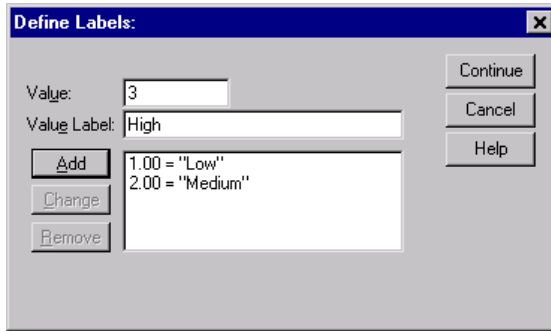 Define Labels:
Continue
Value: 3
Cancel
Value Label: High
Help
Add
1.00 = "Low"
2.00 = "Medium"
Change
Remove